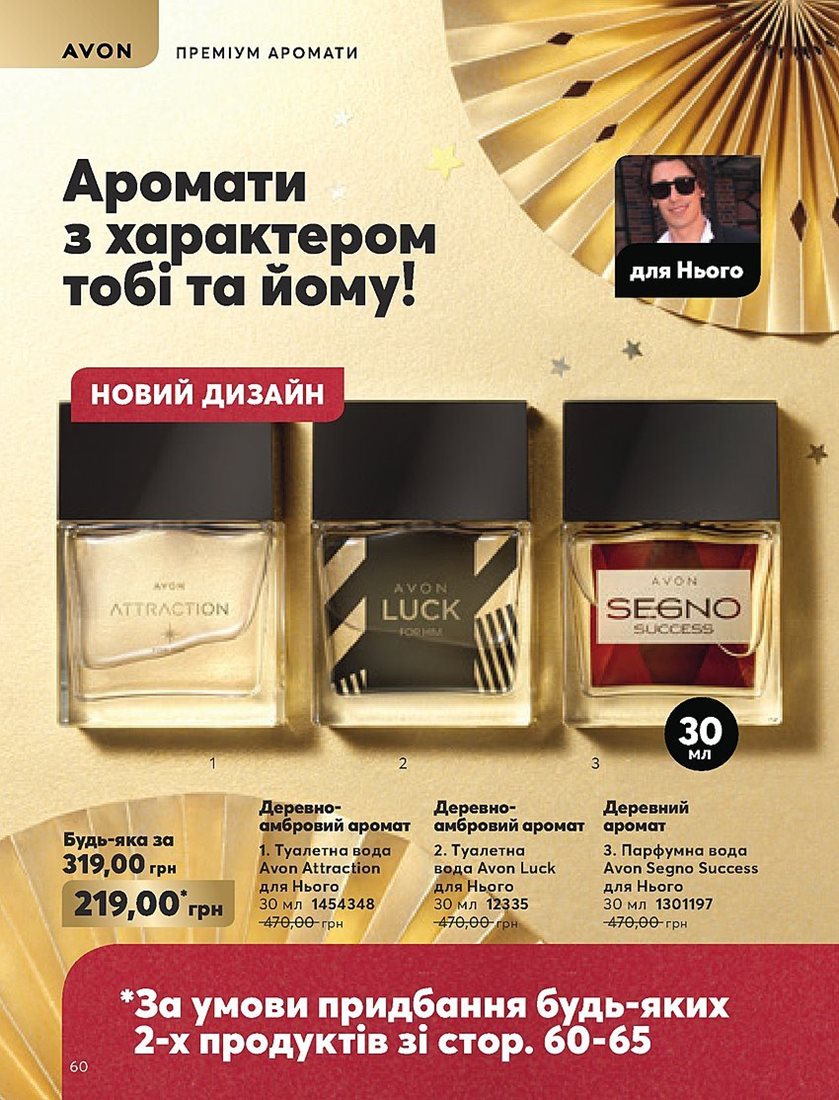 AVON
ПРЕМІУМ АРОМАТИ
Аромати
з характером
тобі та йому!
для Нього
НОВИЙ ДИЗАЙН
AVON
ATTRACTION
AVON
LUCK
FOR HIM
AVON
SEGNO
SUCCESS
30
мл
1
2
3
Будь-яка за
319,00 грн
219,00*грн
Деревно-
амбровий аромат
1. Туалетна вода
Avon Attraction
для Нього
30 мл 1454348
470,00 грн
Деревно-
амбровий аромат
2. Туалетна
вода Avon Luck
для Нього
30 мл 12335
470,00 грн
Деревний
аромат
3. Парфумна вода
Avon Segno Success
для Нього
30 мл 1301197
470,00 грн
*За умови придбання будь-яких
2-х продуктів зі стор. 60-65
60